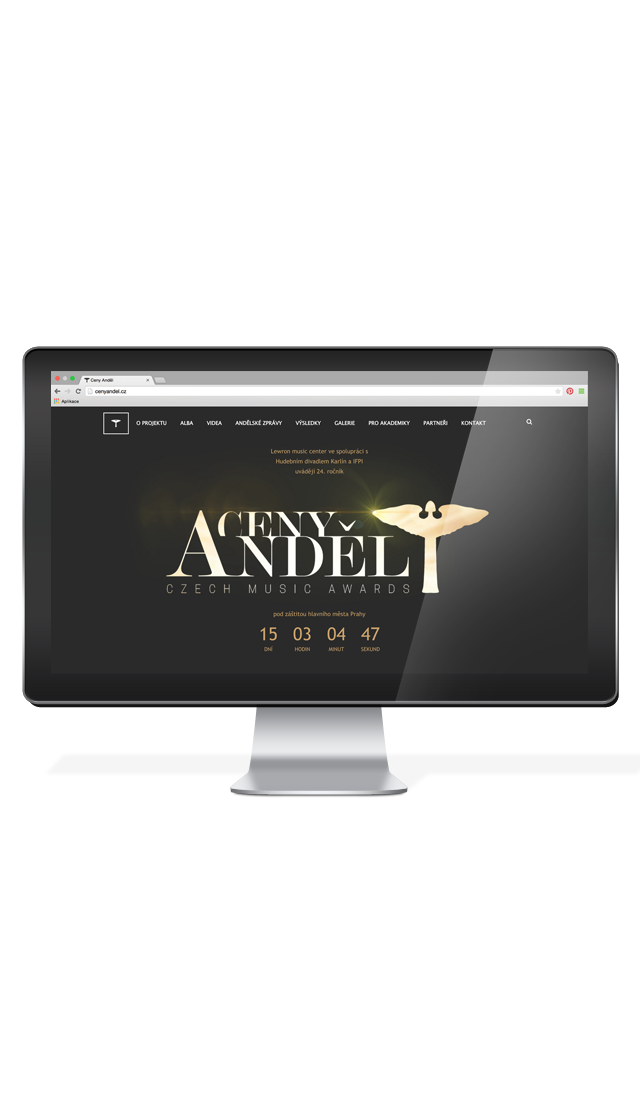 Ceny Anděl
cenyandel.cz
Aplikace
O PROJEKTU ALBA VIDEA ANDĚLSKÉ ZPRÁVY VÝSLEDKY GALERIE PRO AKADEMIKY PARTNEŘI KONTAKT
Lewron music center ve spolupráci s
Hudebním divadlem Karlín a IFPI
uvádějí 24. ročník
CENY
ANDĚL
CZECH MUSIC AWARDS
pod záštitou hlavního města Prahy
15 03 04 47
DNÍ HODIN MINUT SEKUND